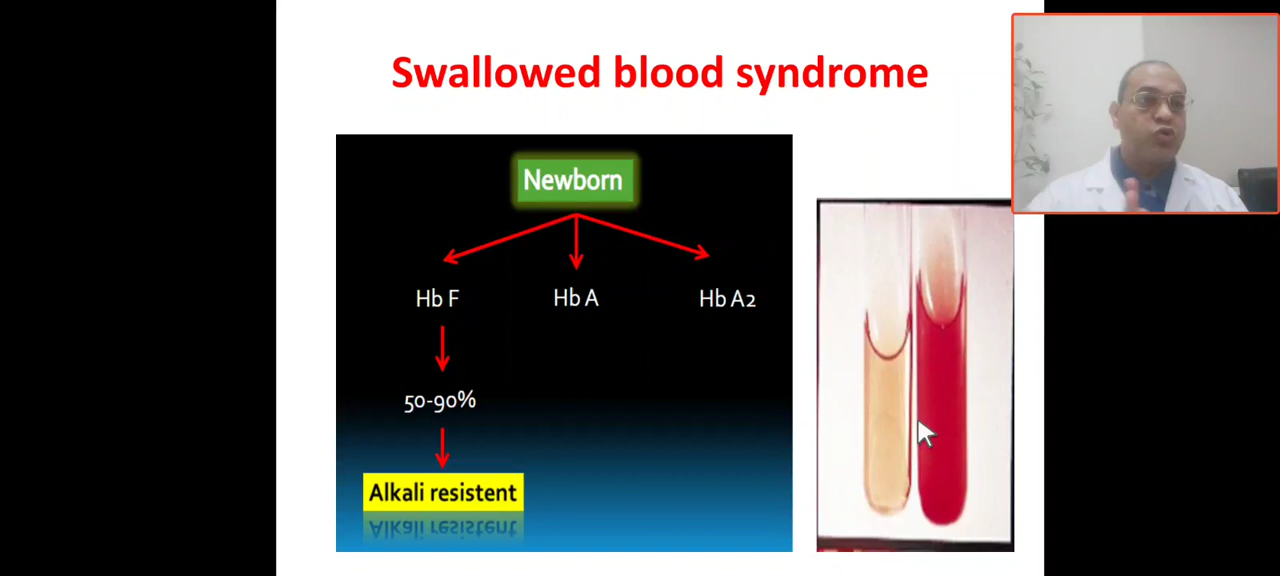 Swallowed blood syndrome
Newborn
Hb F
Hb A
Hb A2
50-90%
Alkali resistent